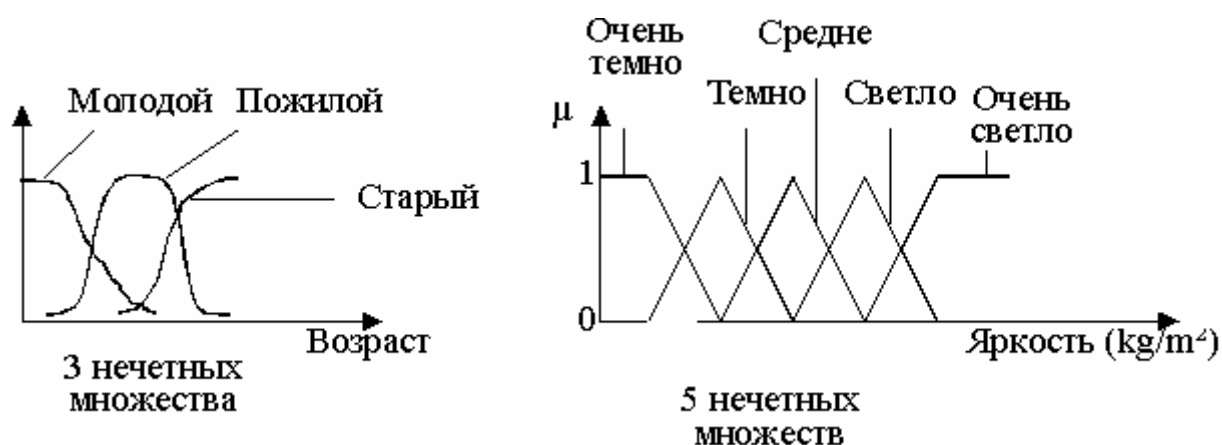 Молодой
Пожилой
Старый
Возраст
3 нечетных
множества
Очень
темно
Средне
Темно
Светло
Очень
светло
μ
1
0
Яркость (kg/m²)
5 нечетных
множеств